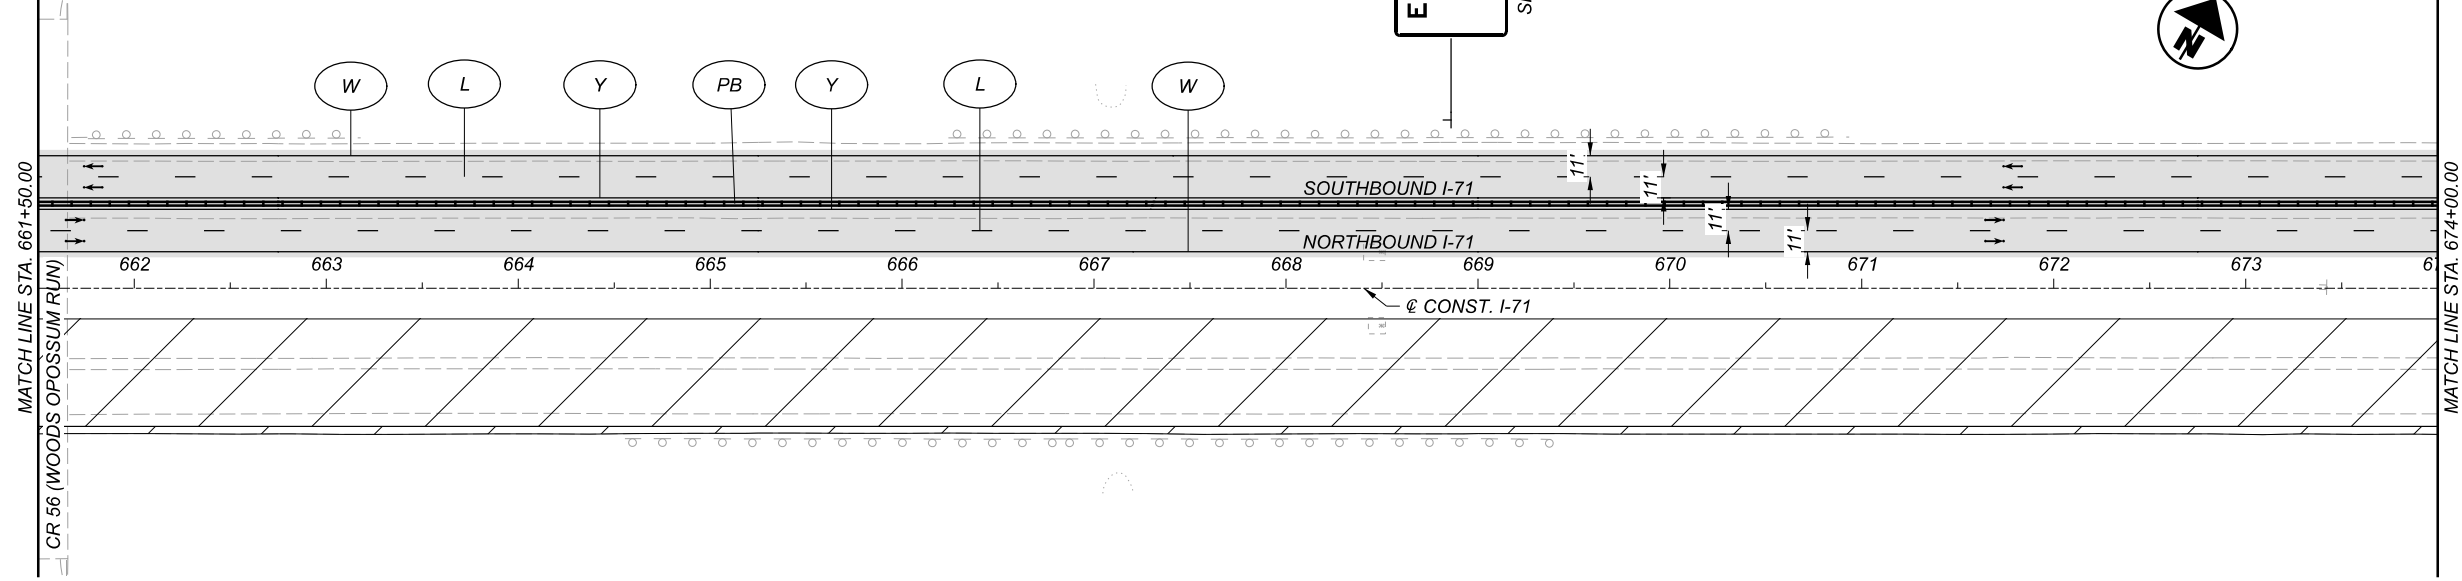 E
N
W
L
Y
PB
Y
L
W
11'
11'
11'
11'
SOUTHBOUND I-71
NORTHBOUND I-71
662
663
664
665
666
667
668
669
670
671
672
673
℄ CONST. I-71
MATCH LINE STA. 661+50.00
CR 56 (WOODS OPOSSUM RUN)
MATCH LINE STA. 674+00.00